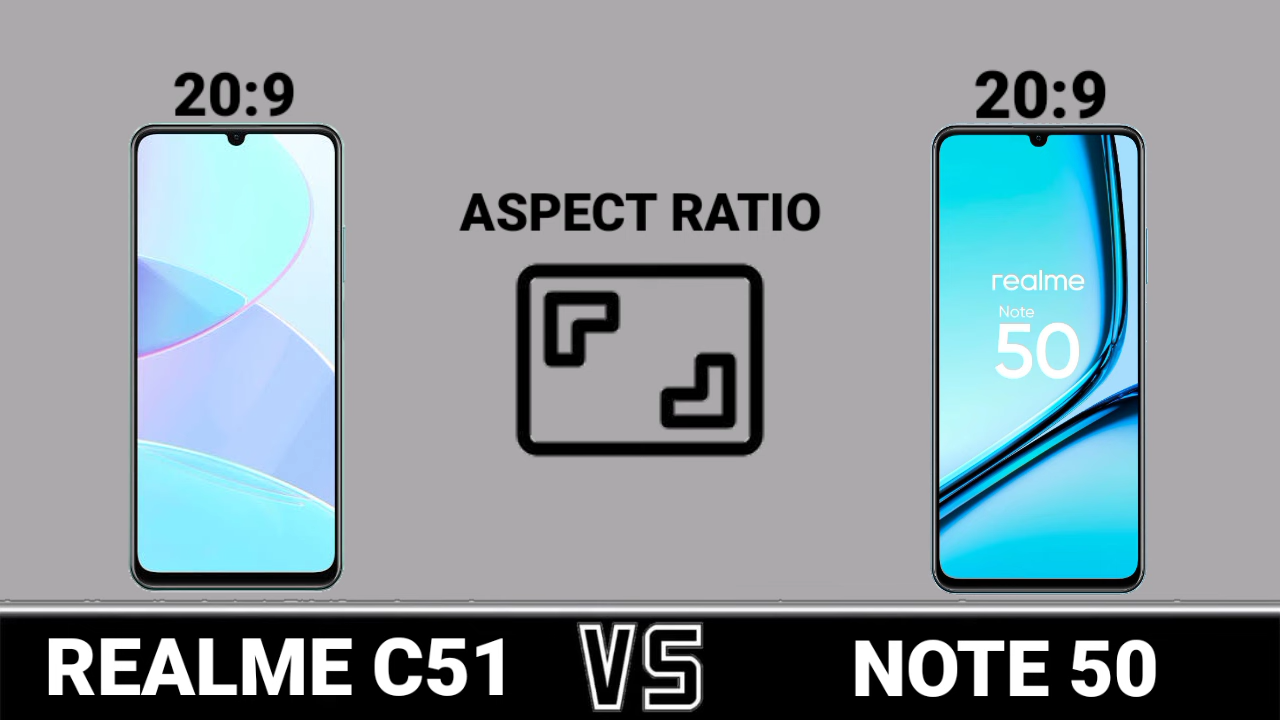 20:9
20:9
ASPECT RATIO
realme
Note
50
REALME C51 VS NOTE 50